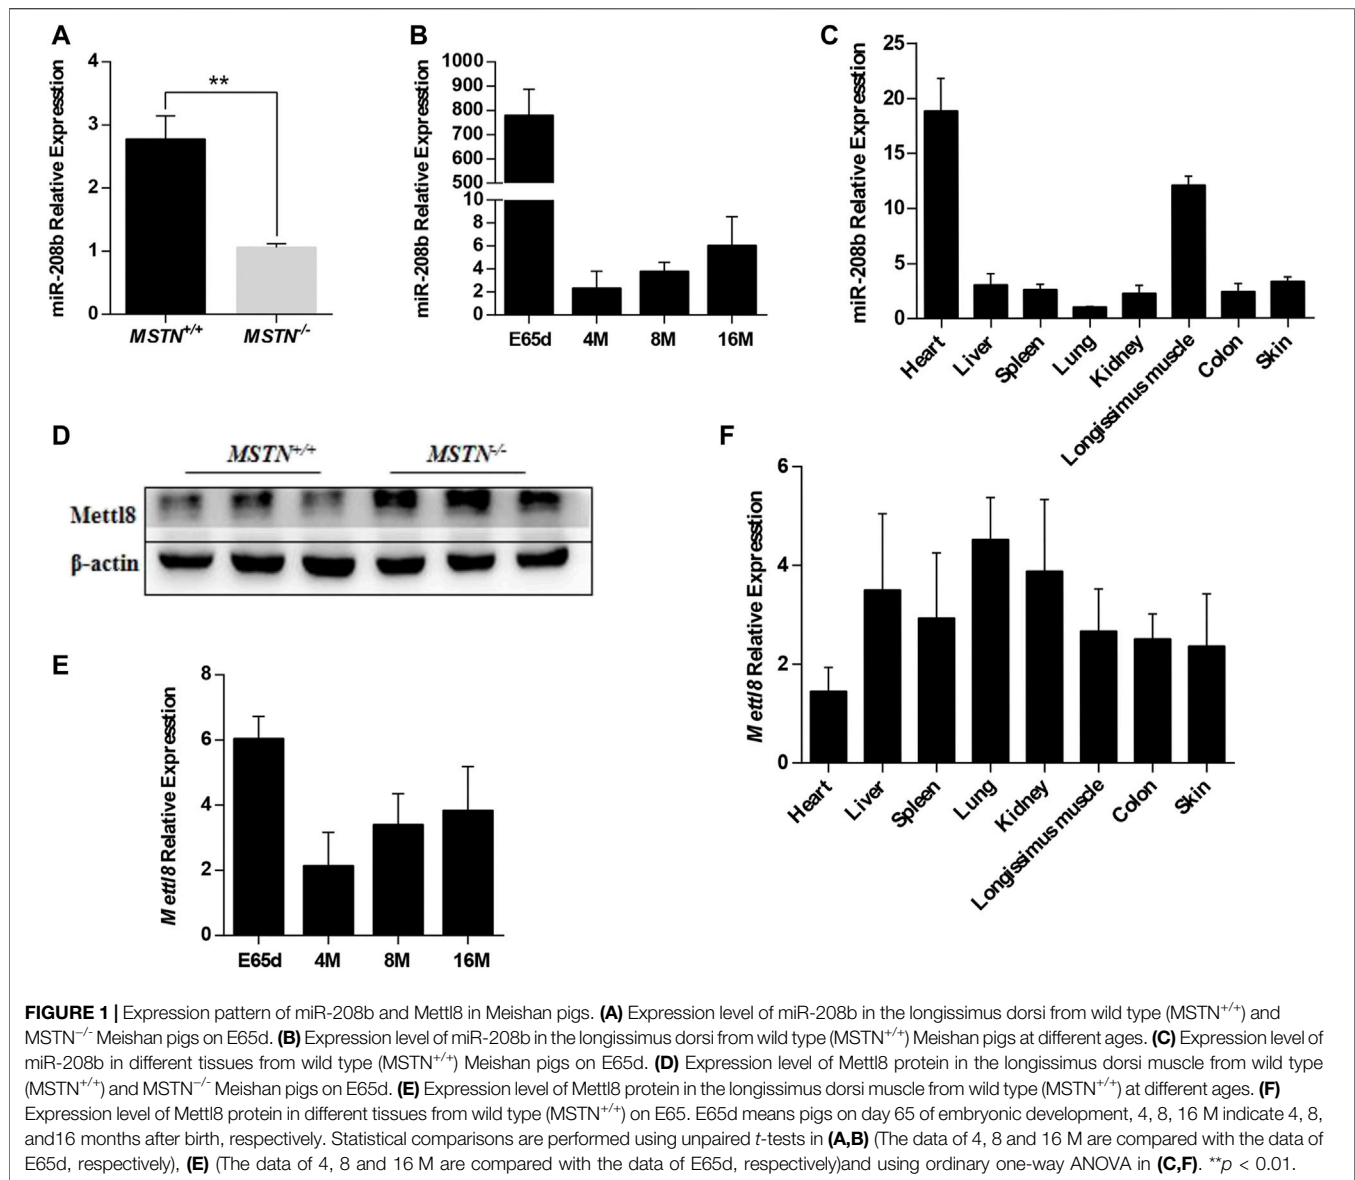 A
miR-208b Relative Expresstion
4
3
2
1
0
**
MSTN+/+
MSTN-/-
B
miR-208b Relative Expression
1000
900
800
700
600
500
10
8
6
4
2
0
E65d
4M
8M
16M
C
miR-208b Relative Expresstion
25
20
15
10
5
0
Heart
Liver
Spleen
Lung
Kidney
Longissimus muscle
Colon
Skin
D
MSTN+/+
MSTN-/-
Mettl8
β-actin
E
Mettl8 Relative Expresstion
8
6
4
2
0
E65d
4M
8M
16M
F
Mettl8 Relative Expresstion
6
4
2
0
Heart
Liver
Spleen
Lung
Kidney
Longissimus muscle
Colon
Skin
FIGURE 1 | Expression pattern of miR-208b and Mettl8 in Meishan pigs. (A) Expression level of miR-208b in the longissimus dorsi from wild type (MSTN+/+) and
MSTN−/- Meishan pigs on E65d. (B) Expression level of miR-208b in the longissimus dorsi from wild type (MSTN+/+) Meishan pigs at different ages. (C) Expression level of
miR-208b in different tissues from wild type (MSTN+/+) Meishan pigs on E65d. (D) Expression level of Mettl8 protein in the longissimus dorsi muscle from wild type
(MSTN+/+) and MSTN−/- Meishan pigs on E65d. (E) Expression level of Mettl8 protein in the longissimus dorsi muscle from wild type (MSTN+/+) at different ages. (F)
Expression level of Mettl8 protein in different tissues from wild type (MSTN+/+) on E65. E65d means pigs on day 65 of embryonic development, 4, 8, 16 M indicate 4, 8,
and16 months after birth, respectively. Statistical comparisons are performed using unpaired t-tests in (A,B) (The data of 4, 8 and 16 M are compared with the data of
E65d, respectively), (E) (The data of 4, 8 and 16 M are compared with the data of E65d, respectively)and using ordinary one-way ANOVA in (C,F). **p < 0.01.